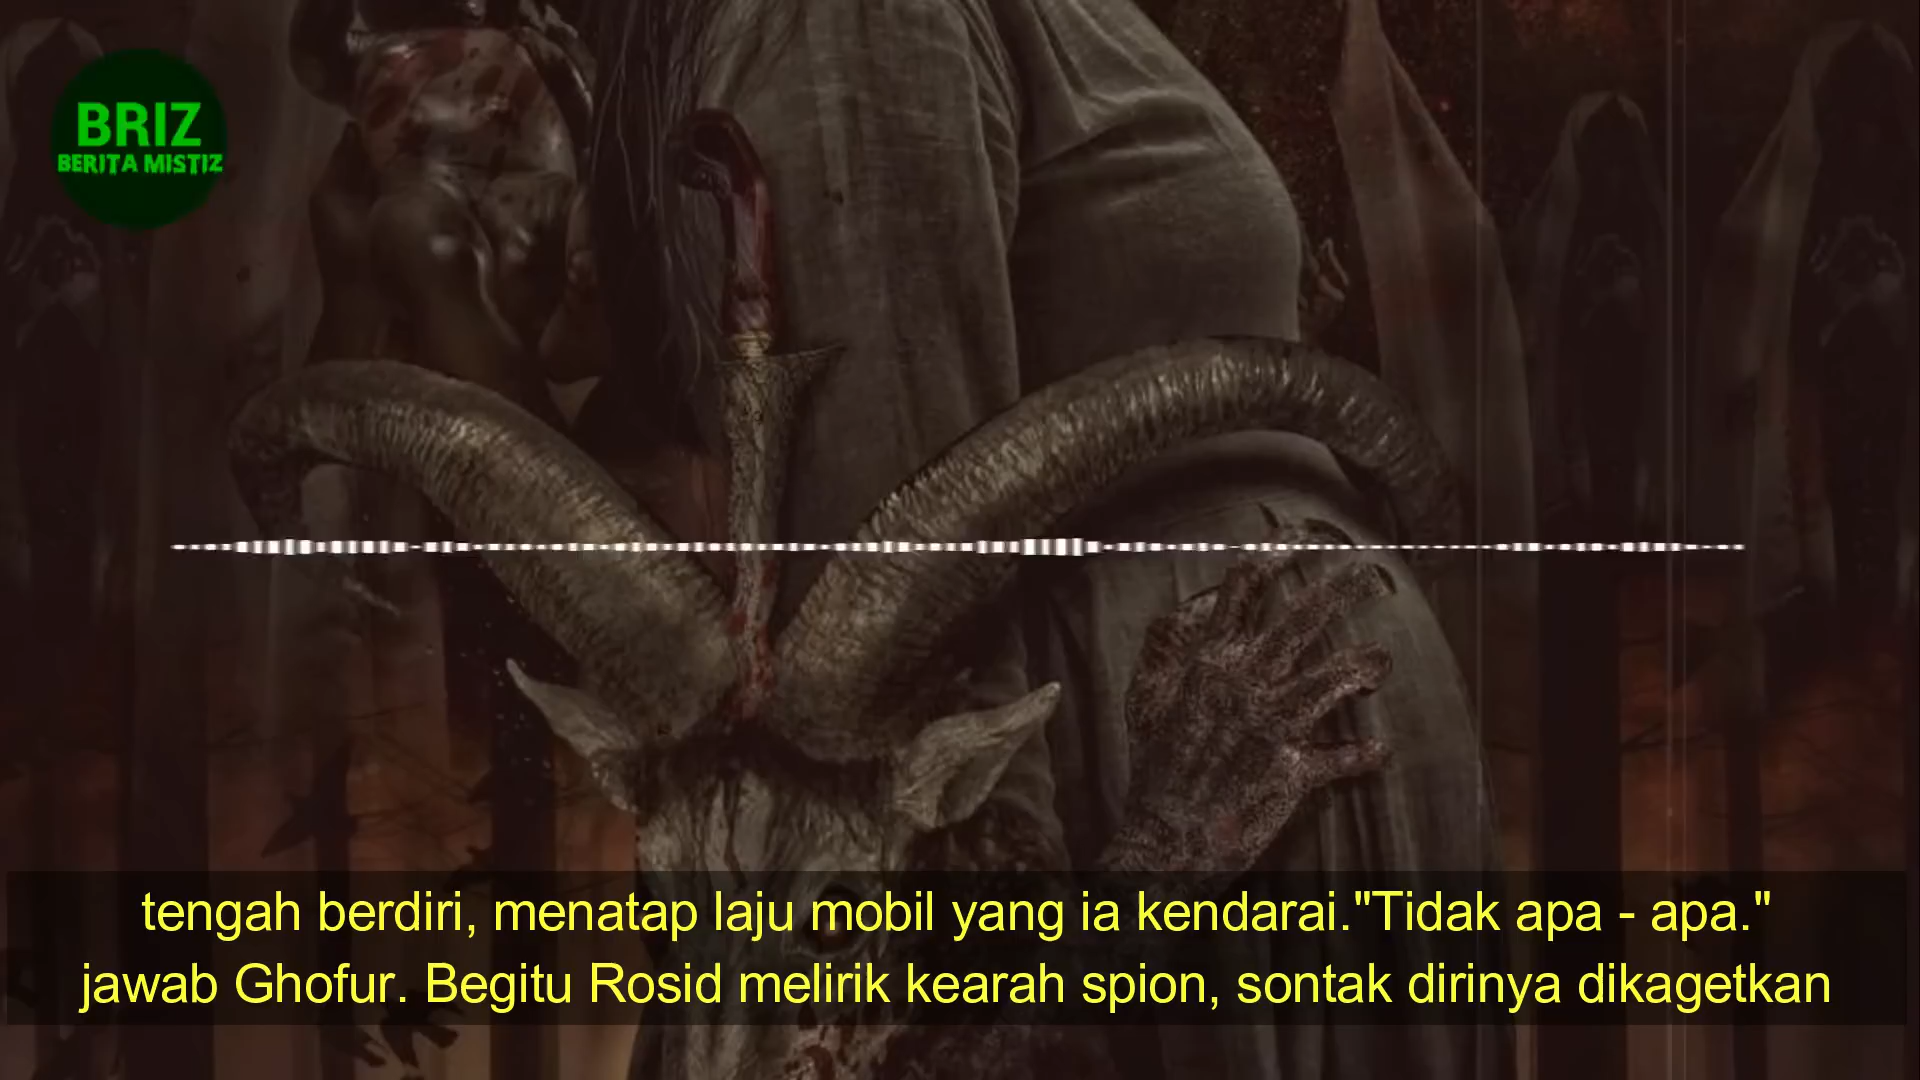 BRIZ
BERITA MISTIZ
tengah berdiri, menatap laju mobil yang ia kendarai."Tidak apa - apa."
jawab Ghofur. Begitu Rosid melirik kearah spion, sontak dirinya dikagetkan